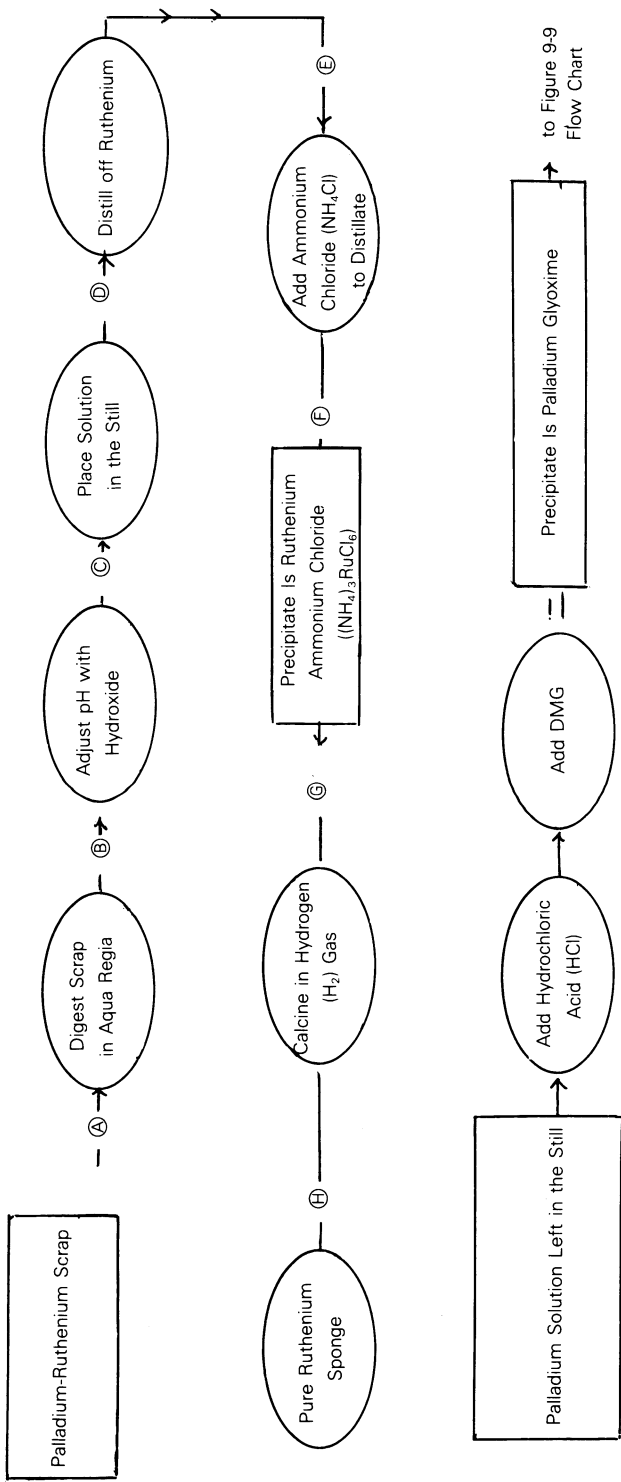 Palladium-Ruthenium Scrap
A
Digest Scrap
in Aqua Regia
B
Adjust pH with
Hydroxide
C
Place Solution
in the Still
D
Distill off Ruthenium
E
Add Ammonium
Chloride (NH₄Cl)
to Distillate
F
Precipitate Is Ruthenium
Ammonium Chloride
((NH₄)₃RuCl₆)
G
Calcine in Hydrogen
(H₂) Gas
H
Pure Ruthenium
Sponge
Palladium Solution Left in the Still
Add Hydrochloric
Acid (HCl)
Add DMG
=
Precipitate Is Palladium Glyoxime
to Figure 9-9
Flow Chart